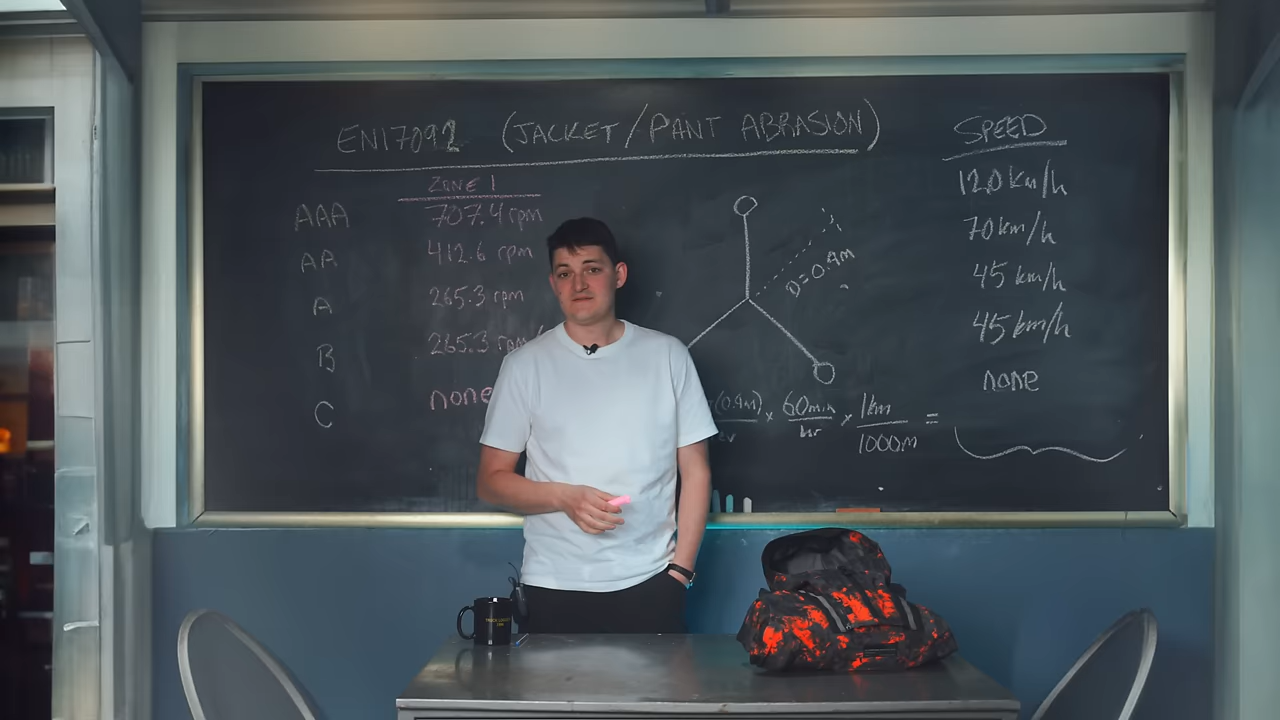 EN17092 (JACKET/PANT ABRASION)
SPEED
ZONE 1
AAA 707.4 rpm 120 km/h
AA 412.6 rpm 70 km/h
A 265.3 rpm 45 km/h
B 265.3 45 km/h
C none none
D=0.9m
(0.9m) × 60min/hr × 1km/1000m =